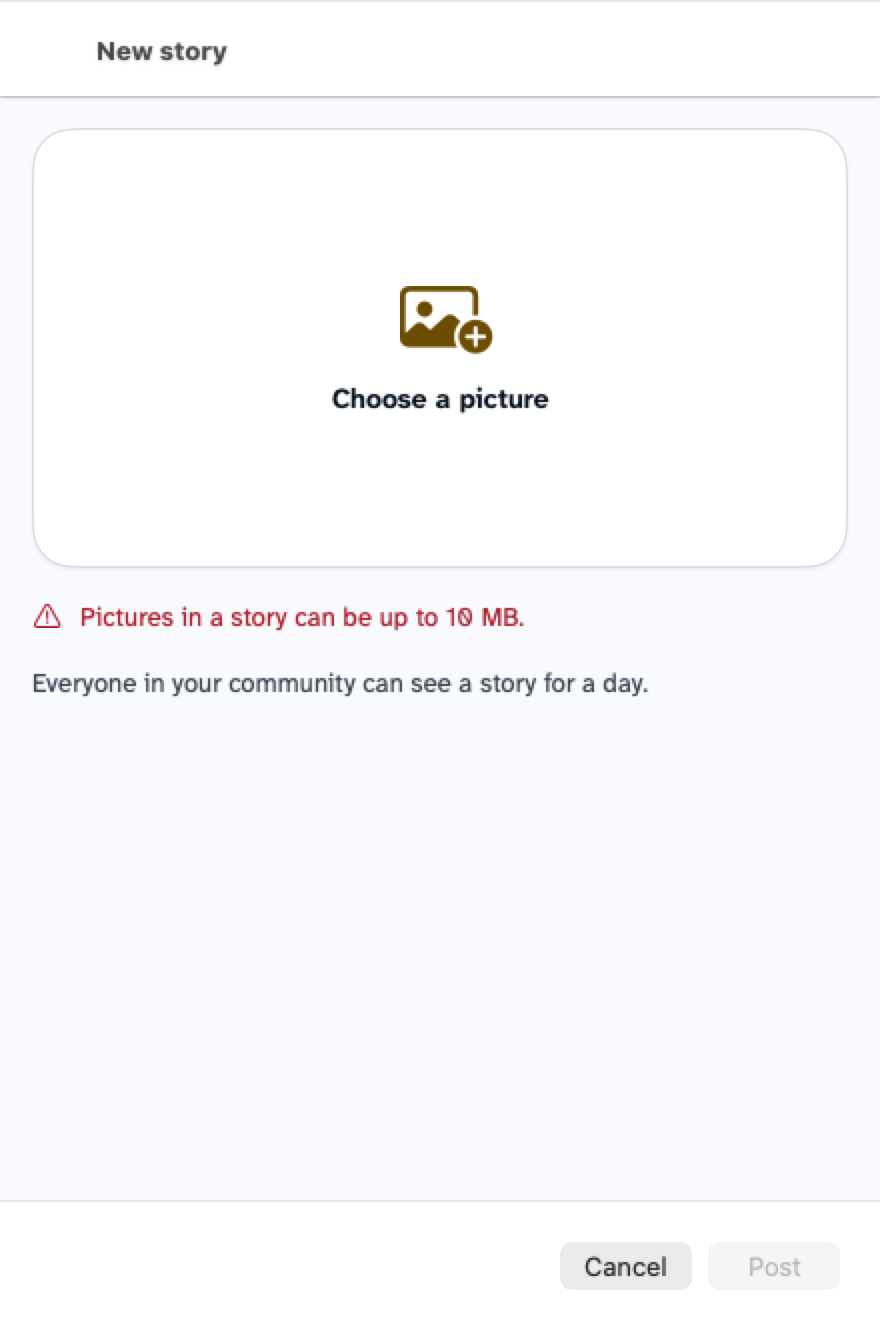 New story
Choose a picture
Pictures in a story can be up to 10 MB.
Everyone in your community can see a story for a day.
Cancel
Post